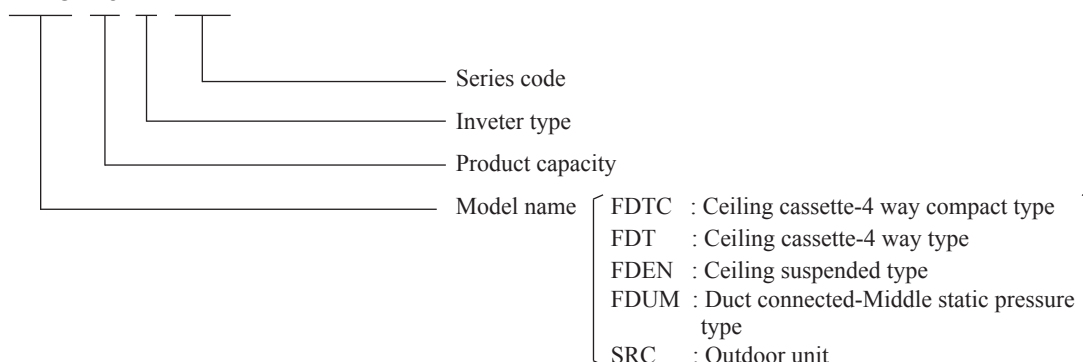 Series code
Inveter type
Product capacity
Model name
FDTC : Ceiling cassette-4 way compact type
FDT : Ceiling cassette-4 way type
FDEN : Ceiling suspended type
FDUM : Duct connected-Middle static pressure
type
SRC : Outdoor unit